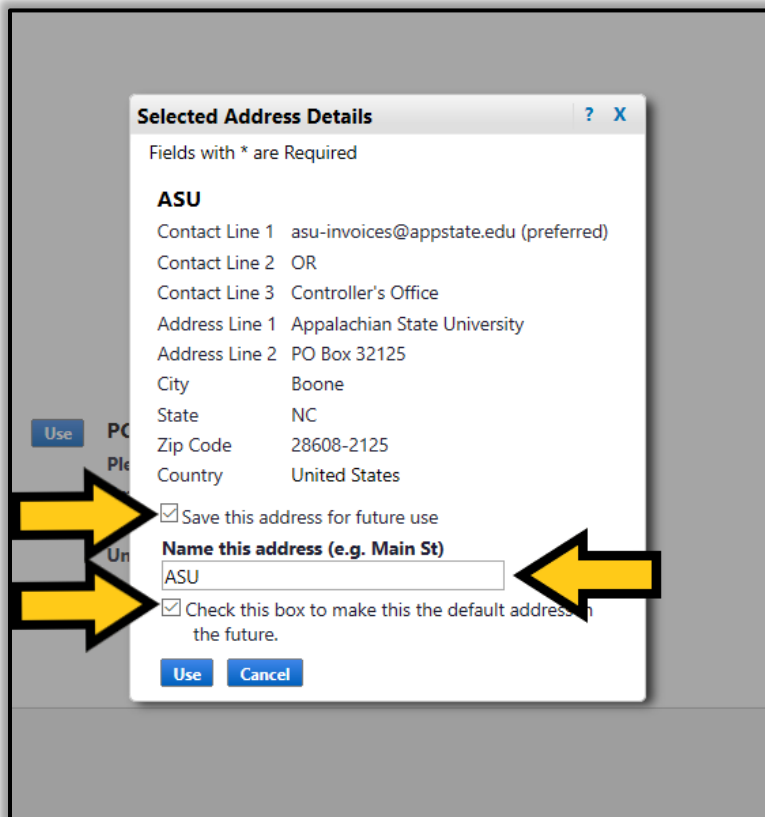 Selected Address Details ? X
Fields with * are Required
ASU
Contact Line 1 asu-invoices@appstate.edu (preferred)
Contact Line 2 OR
Contact Line 3 Controller's Office
Address Line 1 Appalachian State University
Address Line 2 PO Box 32125
City Boone
State NC
Use
Zip Code 28608-2125
Country United States
Save this address for future use
Name this address (e.g. Main St)
ASU
Check this box to make this the default address in
the future.
Use Cancel